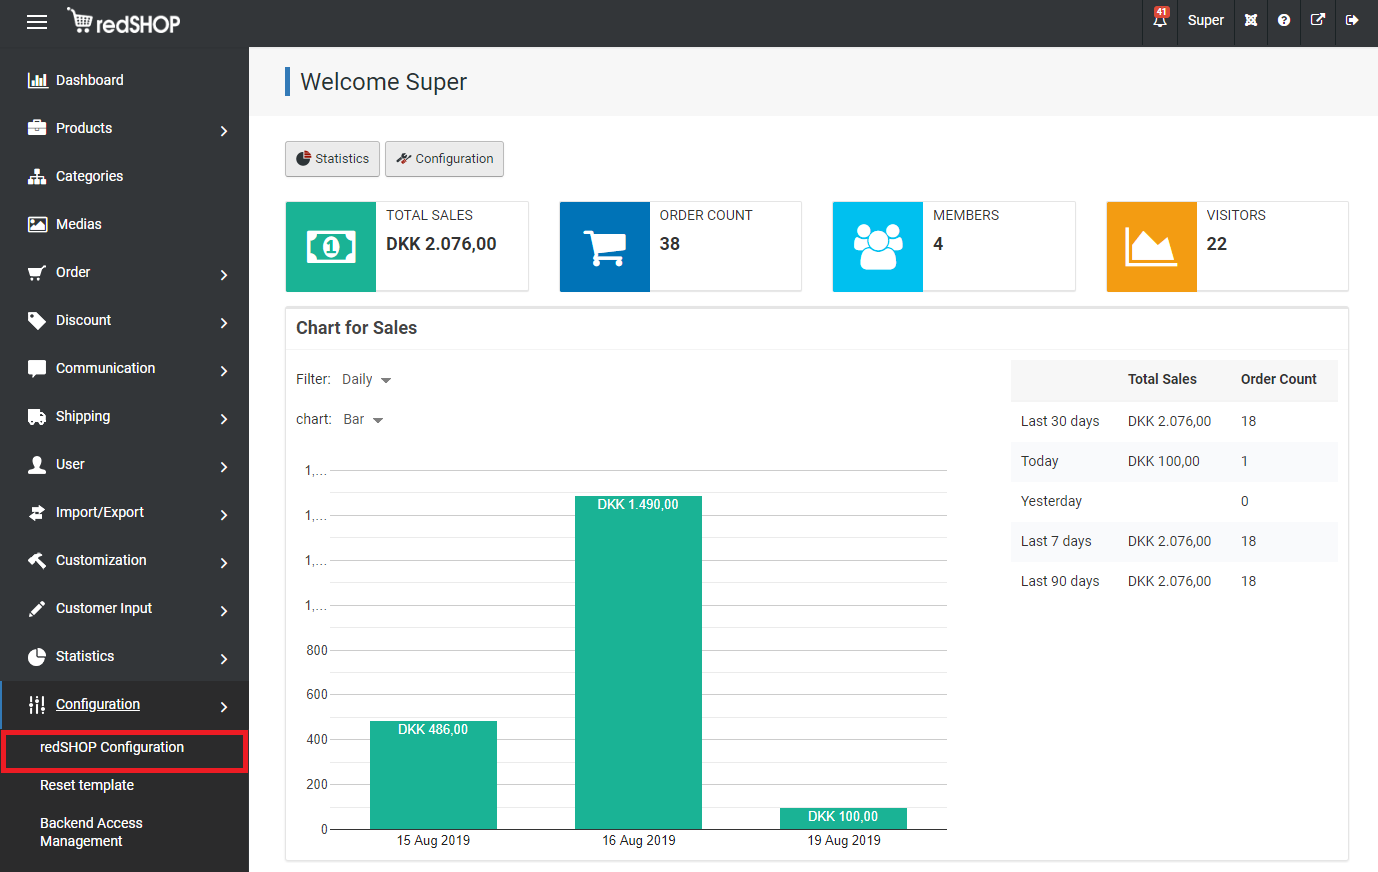 redSHOP
41
Super
Dashboard
Products
Categories
Medias
Order
Discount
Communication
Shipping
User
Import/Export
Customization
Customer Input
Statistics
Configuration
redSHOP Configuration
Reset template
Backend Access
Management
Welcome Super
Statistics
Configuration
TOTAL SALES
DKK 2.076,00
ORDER COUNT
38
MEMBERS
4
VISITORS
22
Chart for Sales
Filter: Daily
chart: Bar
1,...
1,...
1,...
1,...
800
600
400
200
0
DKK 486,00
DKK 1.490,00
DKK 100,00
15 Aug 2019
16 Aug 2019
19 Aug 2019
Total Sales Order Count
Last 30 days DKK 2.076,00 18
Today DKK 100,00 1
Yesterday 0
Last 7 days DKK 2.076,00 18
Last 90 days DKK 2.076,00 18